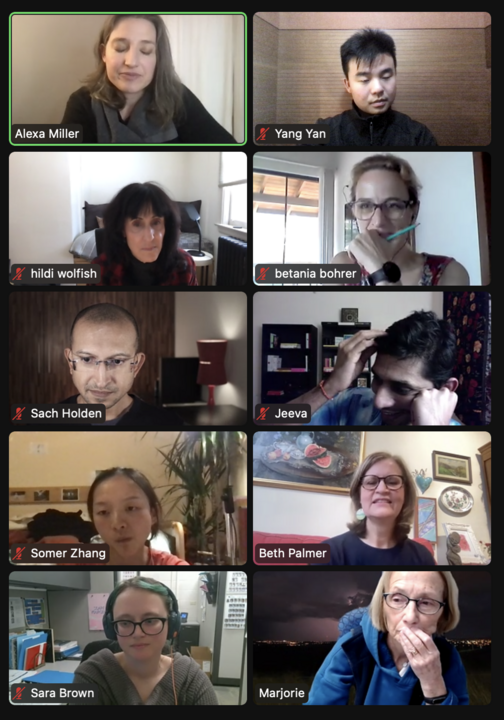 Alexa Miller
Yang Yan
hildi wolfish
betania bohrer
Sach Holden
Jeeva
Somer Zhang
Beth Palmer
Sara Brown
Marjorie